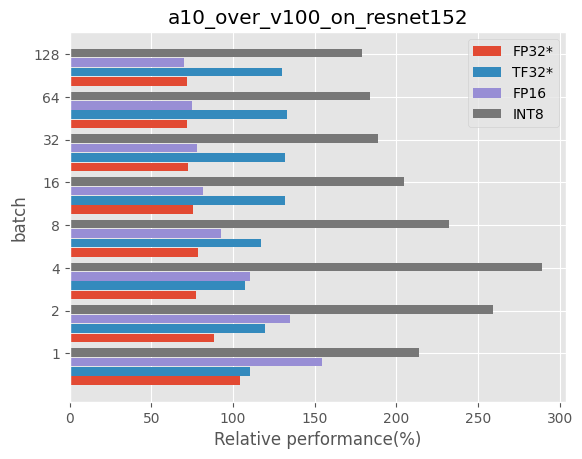 a10_over_v100_on_resnet152
FP32*
TF32*
FP16
INT8
batch
128
64
32
16
8
4
2
1
0 50 100 150 200 250 300
Relative performance(%)